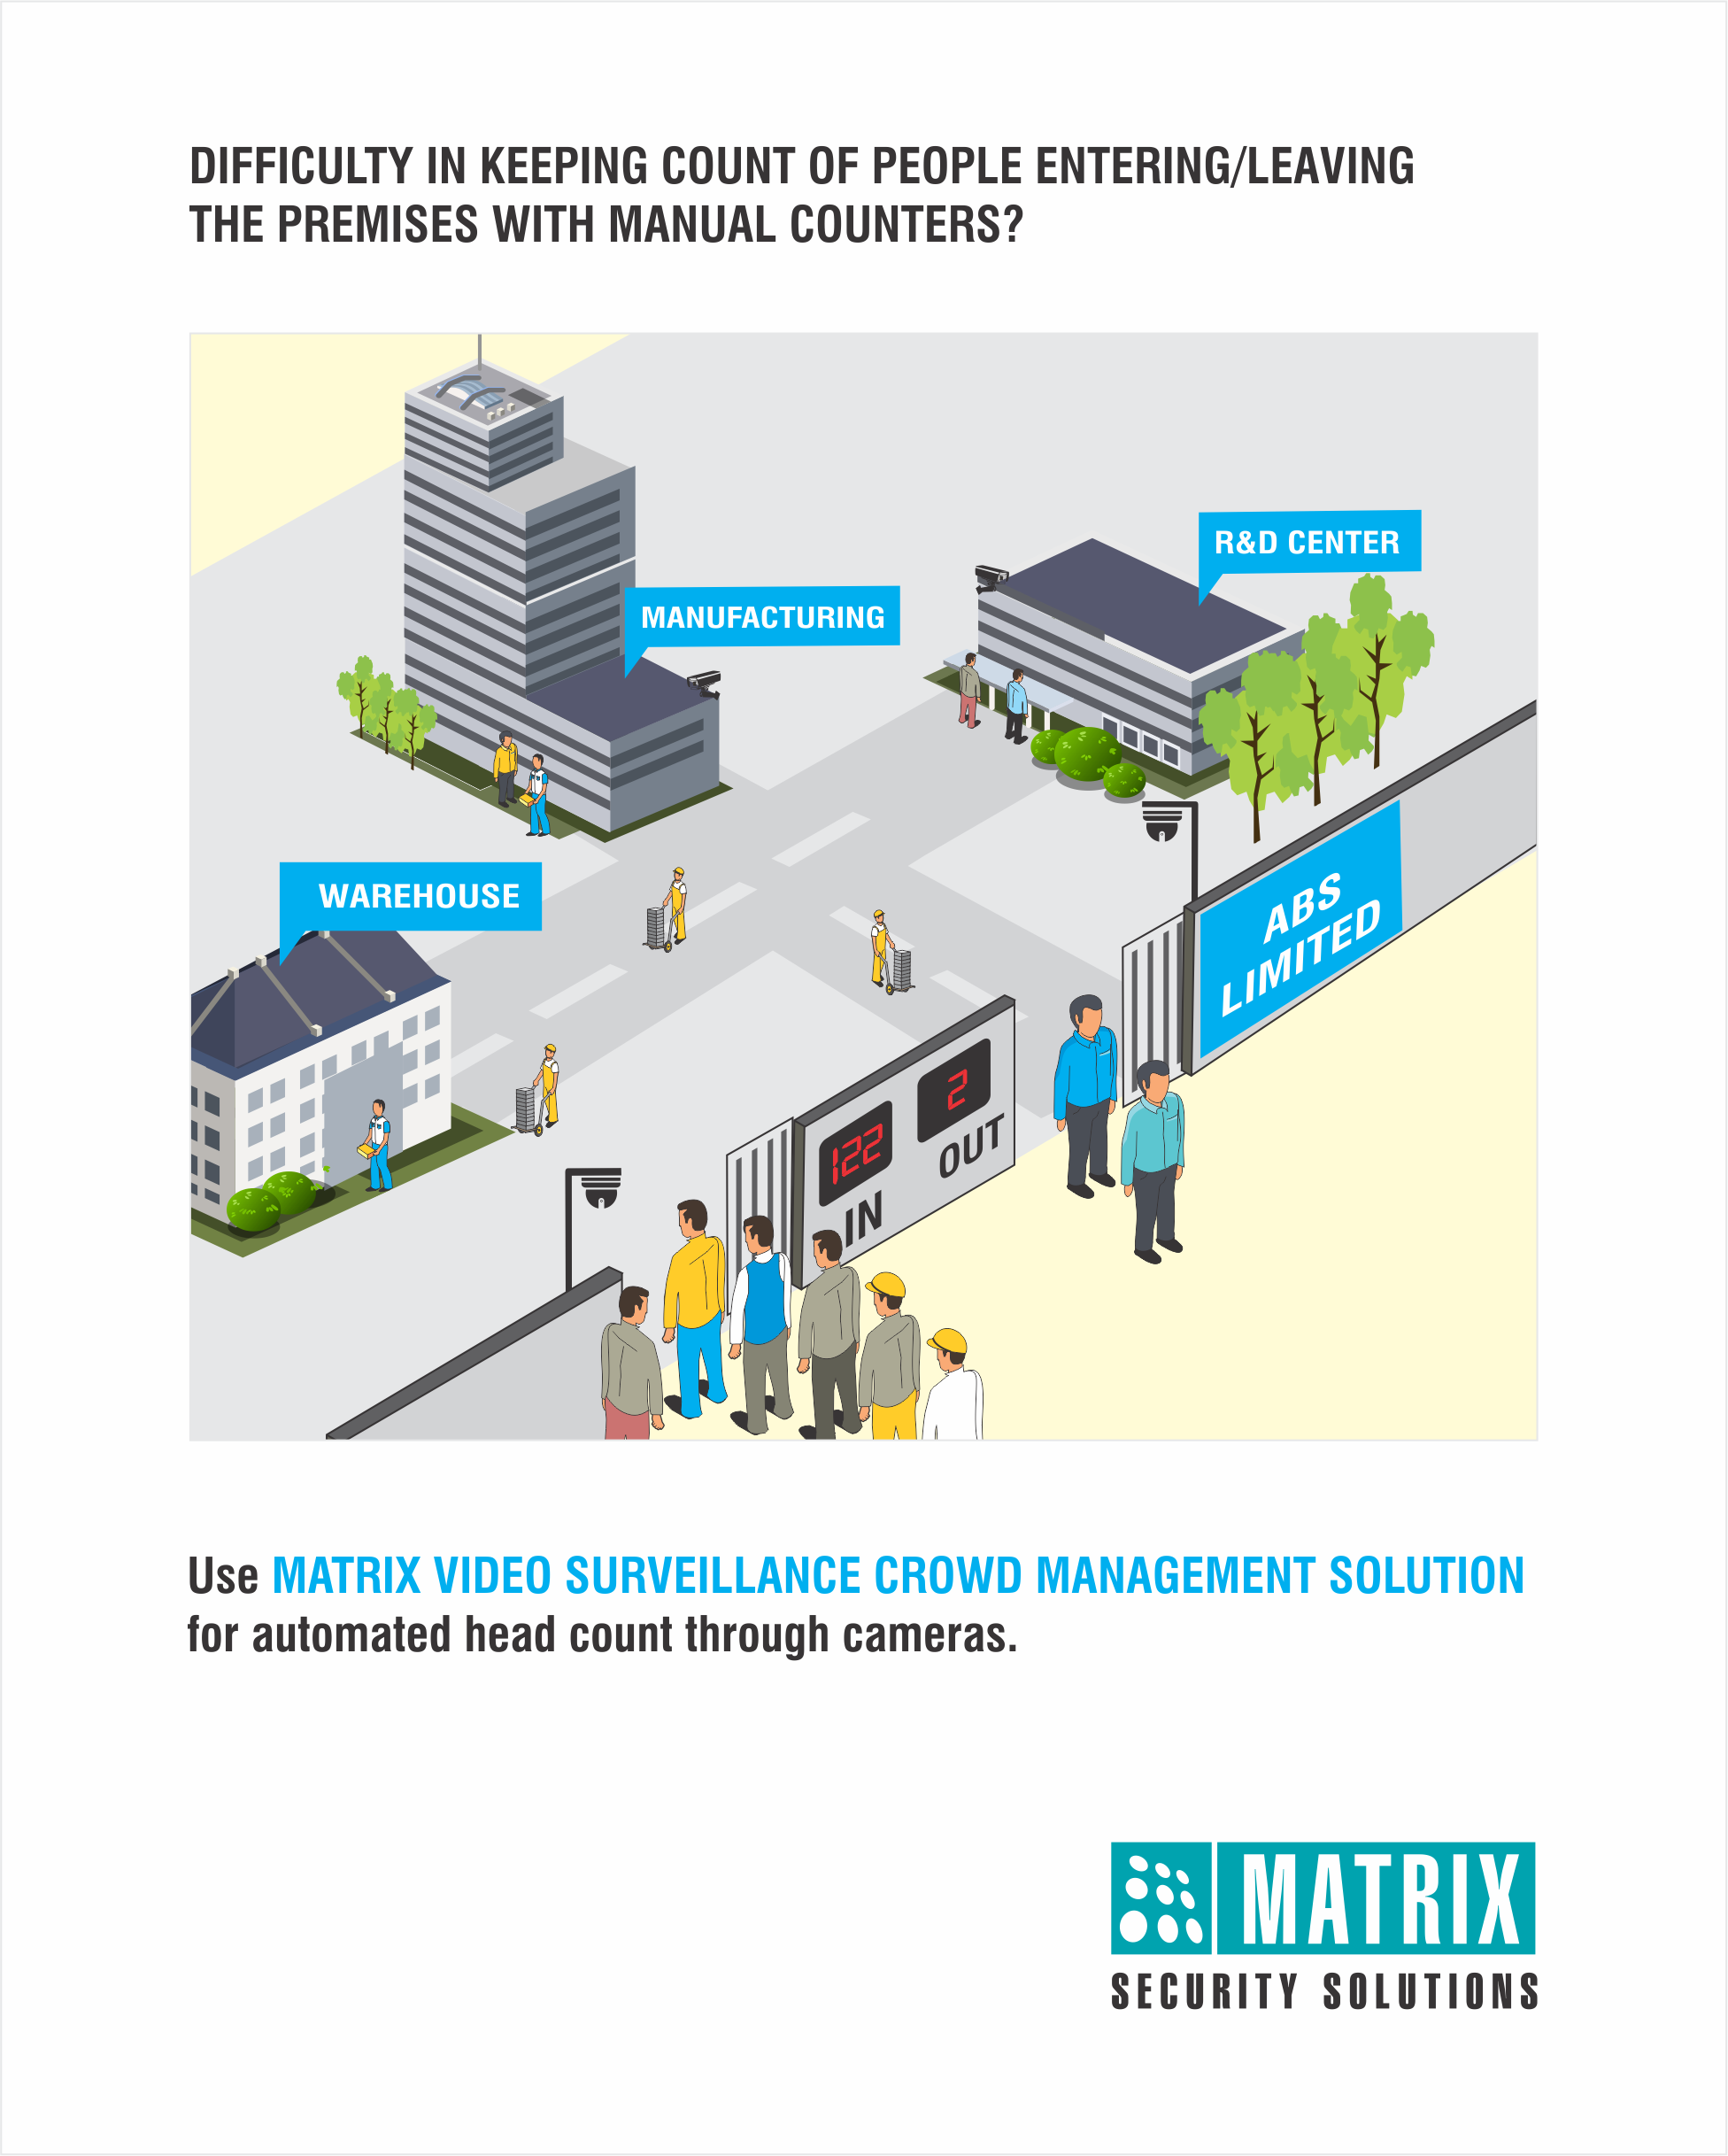 DIFFICULTY IN KEEPING COUNT OF PEOPLE ENTERING/LEAVING
THE PREMISES WITH MANUAL COUNTERS?
R&D CENTER
MANUFACTURING
WAREHOUSE
ABS
LIMITED
122
2
IN
OUT
Use MATRIX VIDEO SURVEILLANCE CROWD MANAGEMENT SOLUTION
for automated head count through cameras.
MATRIX
SECURITY SOLUTIONS